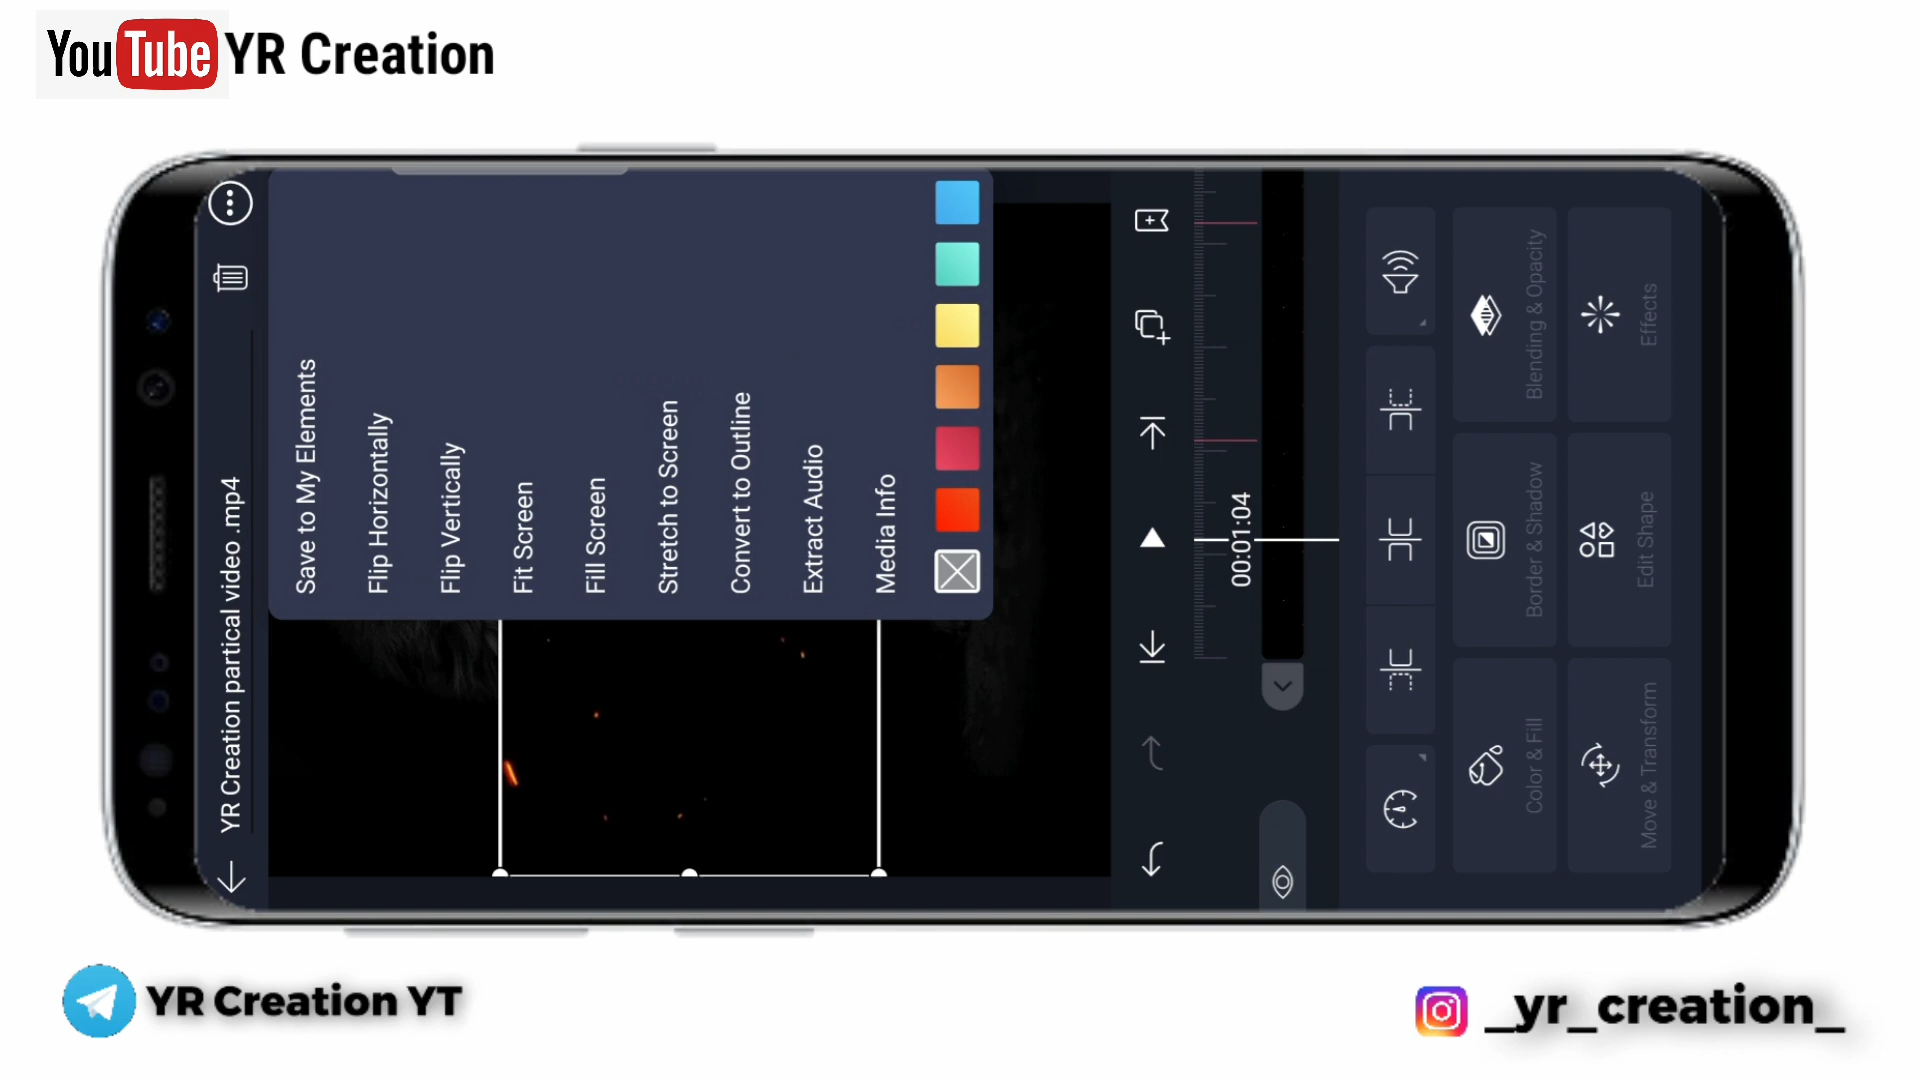 YouTube YR Creation
YR Creation partical video .mp4
Save to My Elements
Flip Horizontally
Flip Vertically
Fit Screen
Fill Screen
Stretch to Screen
Convert to Outline
Extract Audio
Media Info
00:01:04
Color & Fill
Border & Shadow
Blending & Opacity
Move & Transform
Edit Shape
Effects
YR Creation YT
_yr_creation_